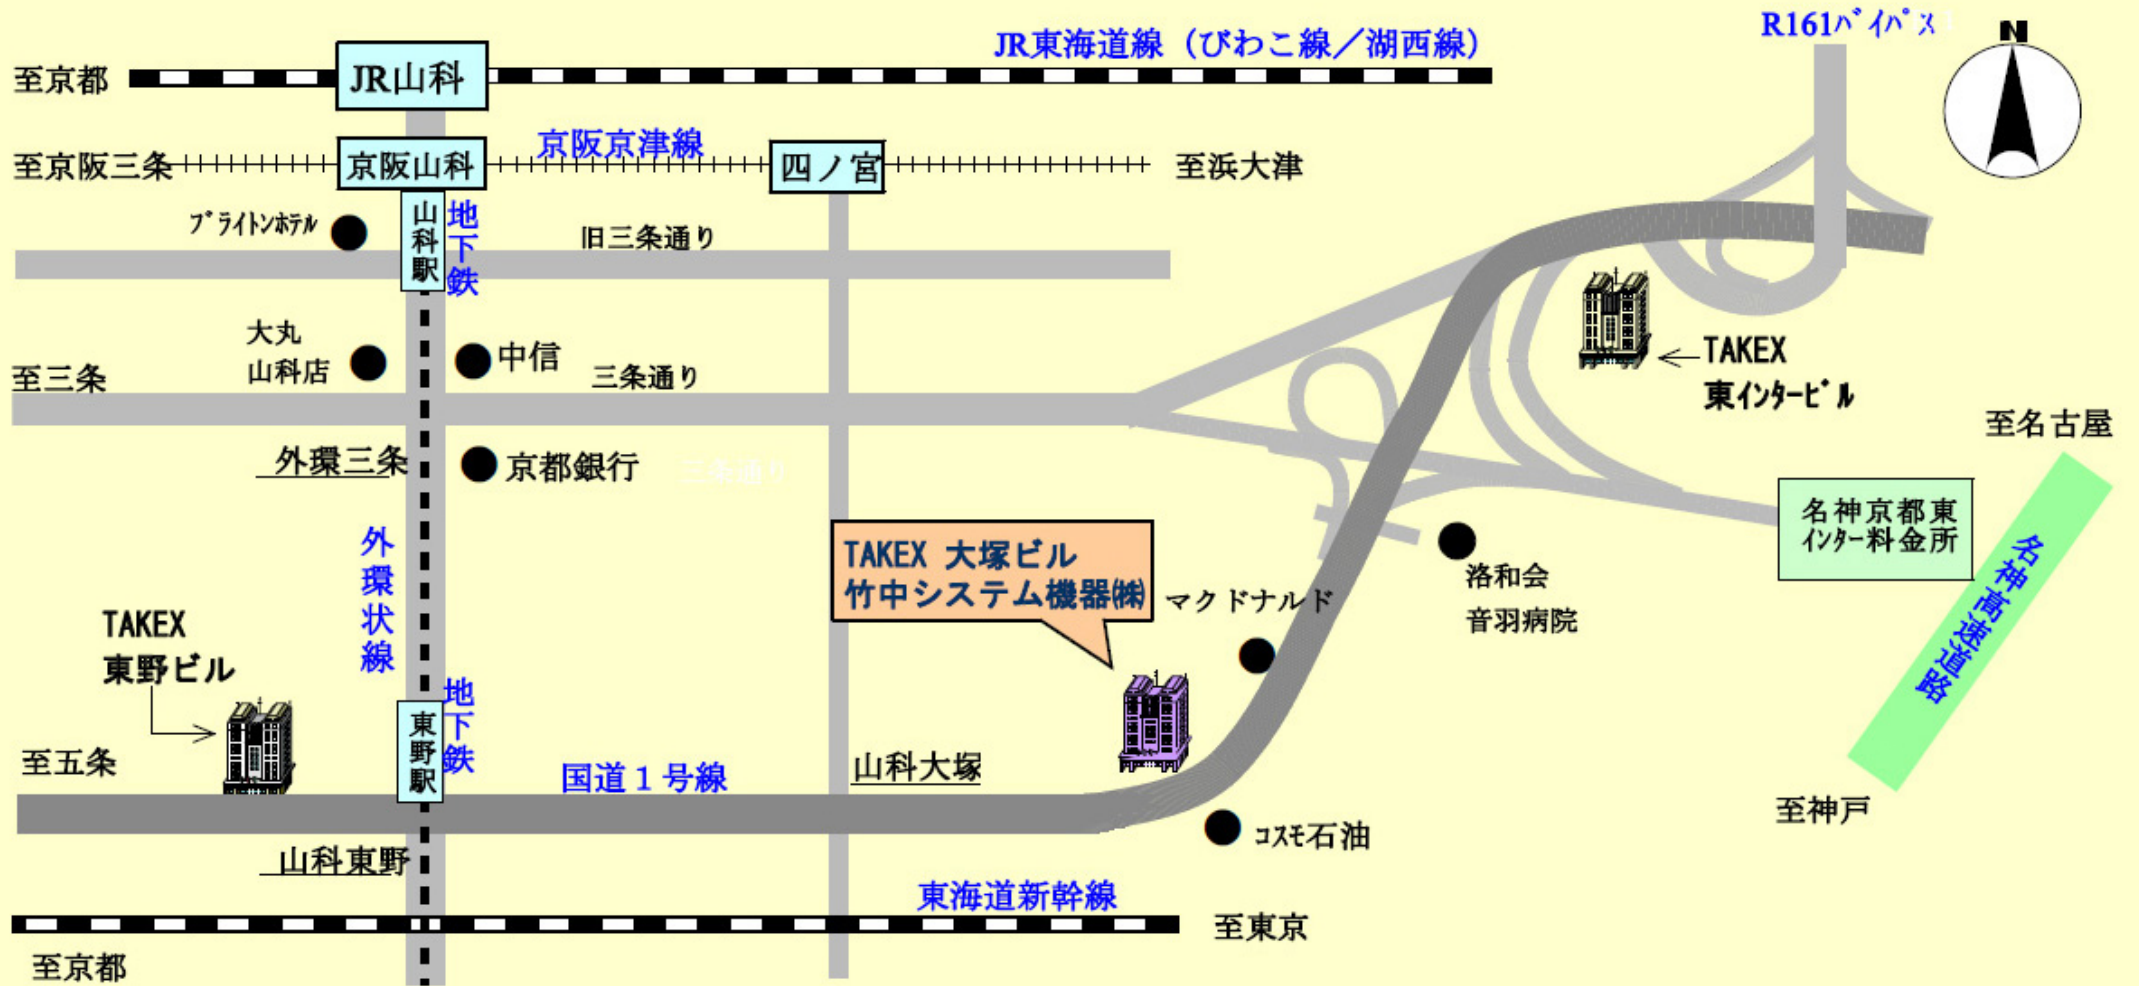 R161ﾊﾞｲﾊﾟｽ
N
JR東海道線（びわこ線／湖西線）
至京都
JR山科
京阪京津線
至京阪三条
京阪山科
四ノ宮
至浜大津
ﾌﾞﾗｲﾄﾝﾎﾃﾙ
山科駅
地下鉄
旧三条通り
大丸
山科店
中信
三条通り
至三条
TAKEX
東ｲﾝﾀｰﾋﾞﾙ
至名古屋
外環三条
京都銀行
三条通り
名神京都東
ｲﾝﾀｰ料金所
名神高速道路
外環状線
TAKEX 大塚ビル
竹中システム機器㈱
マクドナルド
洛和会
音羽病院
TAKEX
東野ビル
地下鉄
東野駅
至五条
国道１号線
山科大塚
至神戸
コスモ石油
山科東野
東海道新幹線
至東京
至京都